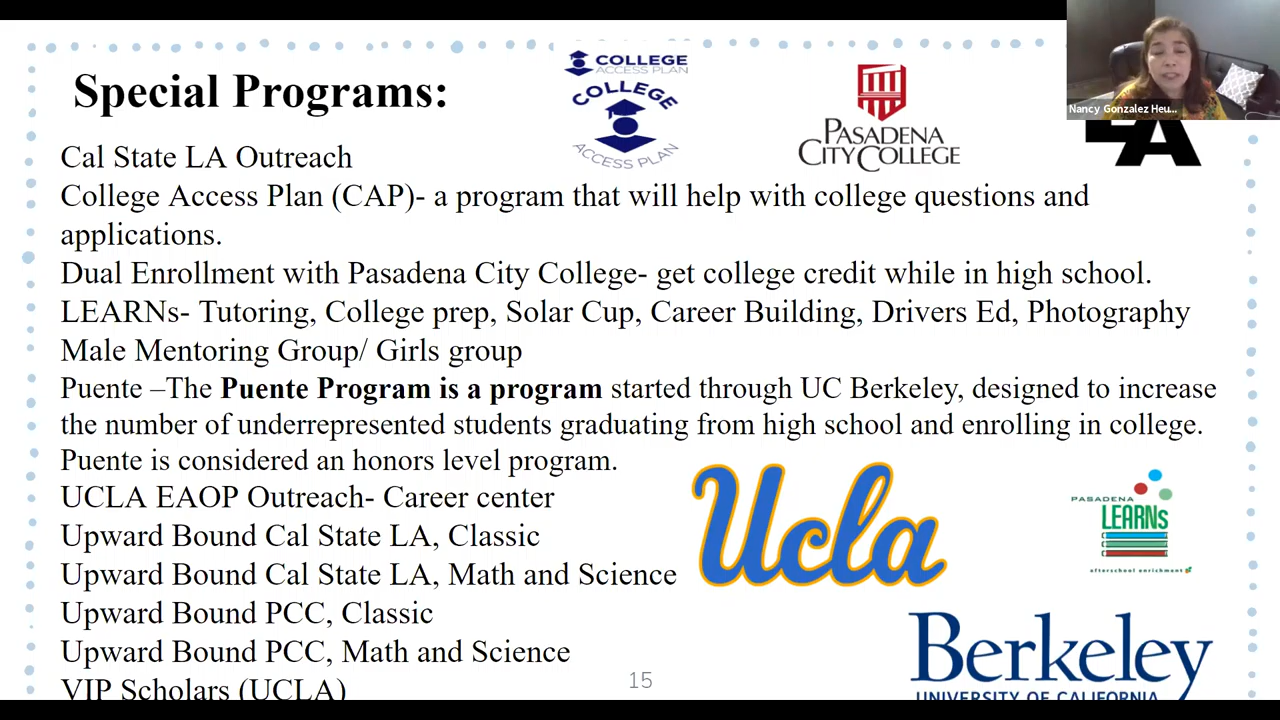 Special Programs:
COLLEGE
ACCESS PLAN
COLLEGE
ACCESS PLAN
PASADENA
CITY COLLEGE
LA
Nancy Gonzalez Heu...
Cal State LA Outreach
College Access Plan (CAP)- a program that will help with college questions and
applications.
Dual Enrollment with Pasadena City College- get college credit while in high school.
LEARNs- Tutoring, College prep, Solar Cup, Career Building, Drivers Ed, Photography
Male Mentoring Group/ Girls group
Puente –The Puente Program is a program started through UC Berkeley, designed to increase
the number of underrepresented students graduating from high school and enrolling in college.
Puente is considered an honors level program.
UCLA EAOP Outreach- Career center
Upward Bound Cal State LA, Classic
Upward Bound Cal State LA, Math and Science
Upward Bound PCC, Classic
Upward Bound PCC, Math and Science
VIP Scholars (UCLA)
Ucla
PASADENA
LEARNs
afterschool enrichment
Berkeley
UNIVERSITY OF CALIFORNIA
15